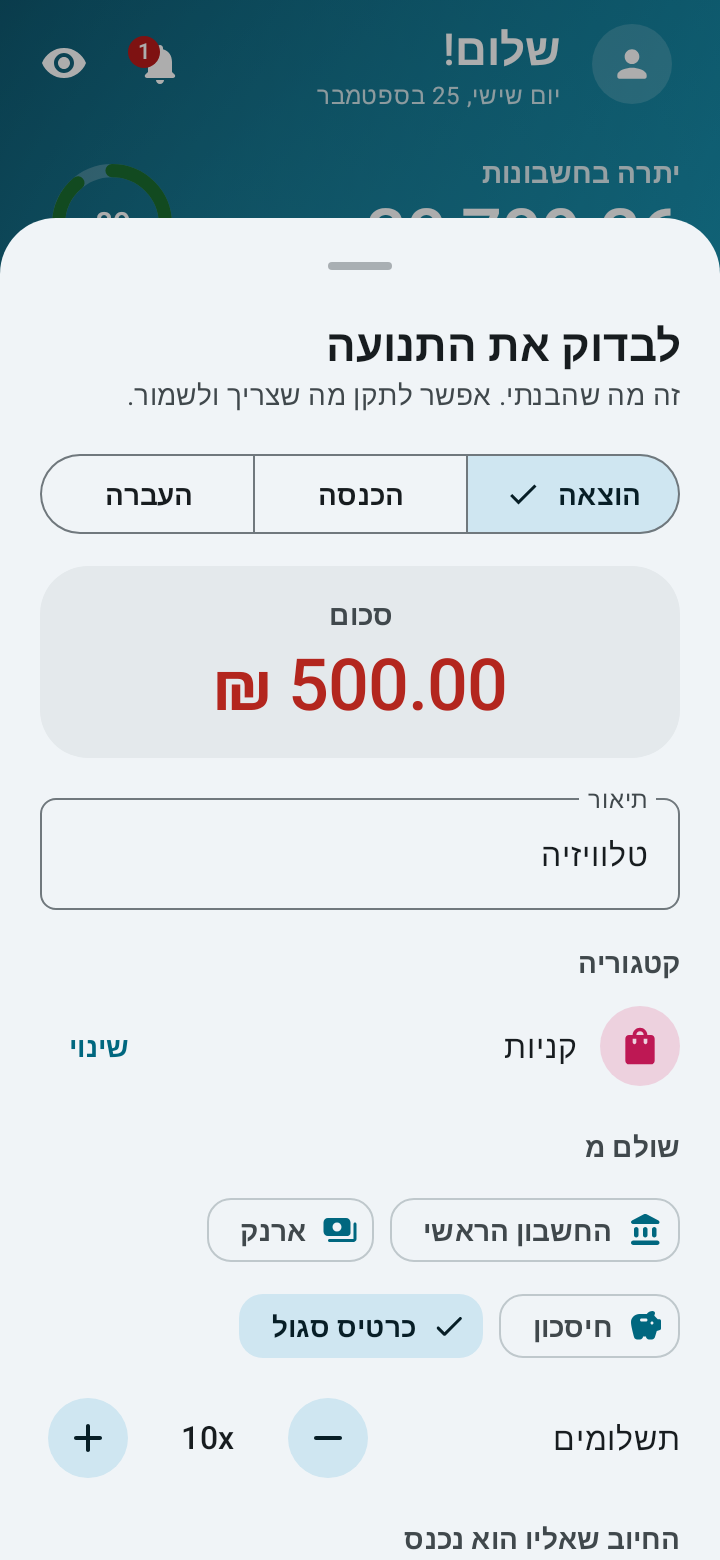 שלום!
1
יום שישי, 25 בספטמבר
יתרה בחשבונות
לבדוק את התנועה
זה מה שהבנתי. אפשר לתקן מה שצריך ולשמור.
הוצאה
הכנסה
העברה
סכום
500.00 ₪
תיאור
טלוויזיה
קטגוריה
קניות
שינוי
שולם מ
החשבון הראשי
ארנק
חיסכון
כרטיס סגול
תשלומים
10x
החיוב שאליו הוא נכנס